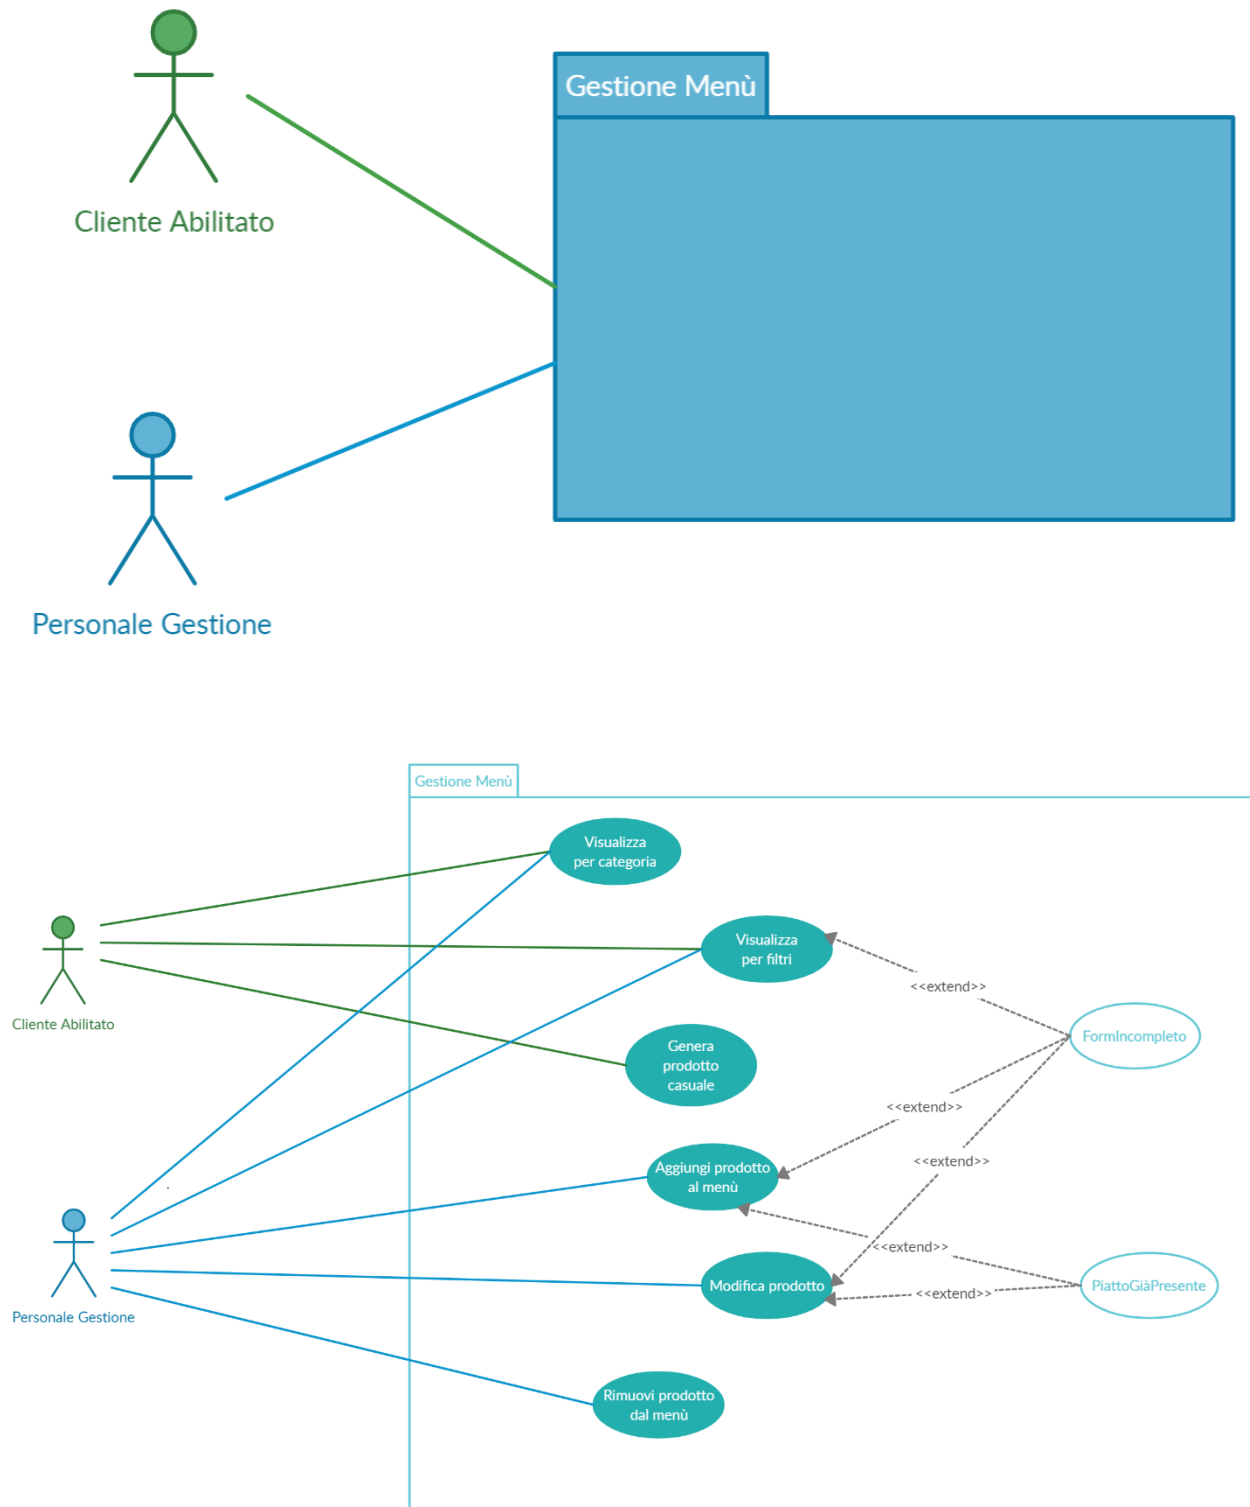 Gestione Menù
Cliente Abilitato
Personale Gestione
Gestione Menù
Visualizza
per categoria
Visualizza
per filtri
<<extend>>
Cliente Abilitato
FormIncompleto
Genera
prodotto
casuale
<<extend>>
<<extend>>
Aggiungi prodotto
al menù
<<extend>>
Modifica prodotto
PiattoGiàPresente
<<extend>>
Personale Gestione
Rimuovi prodotto
dal menù